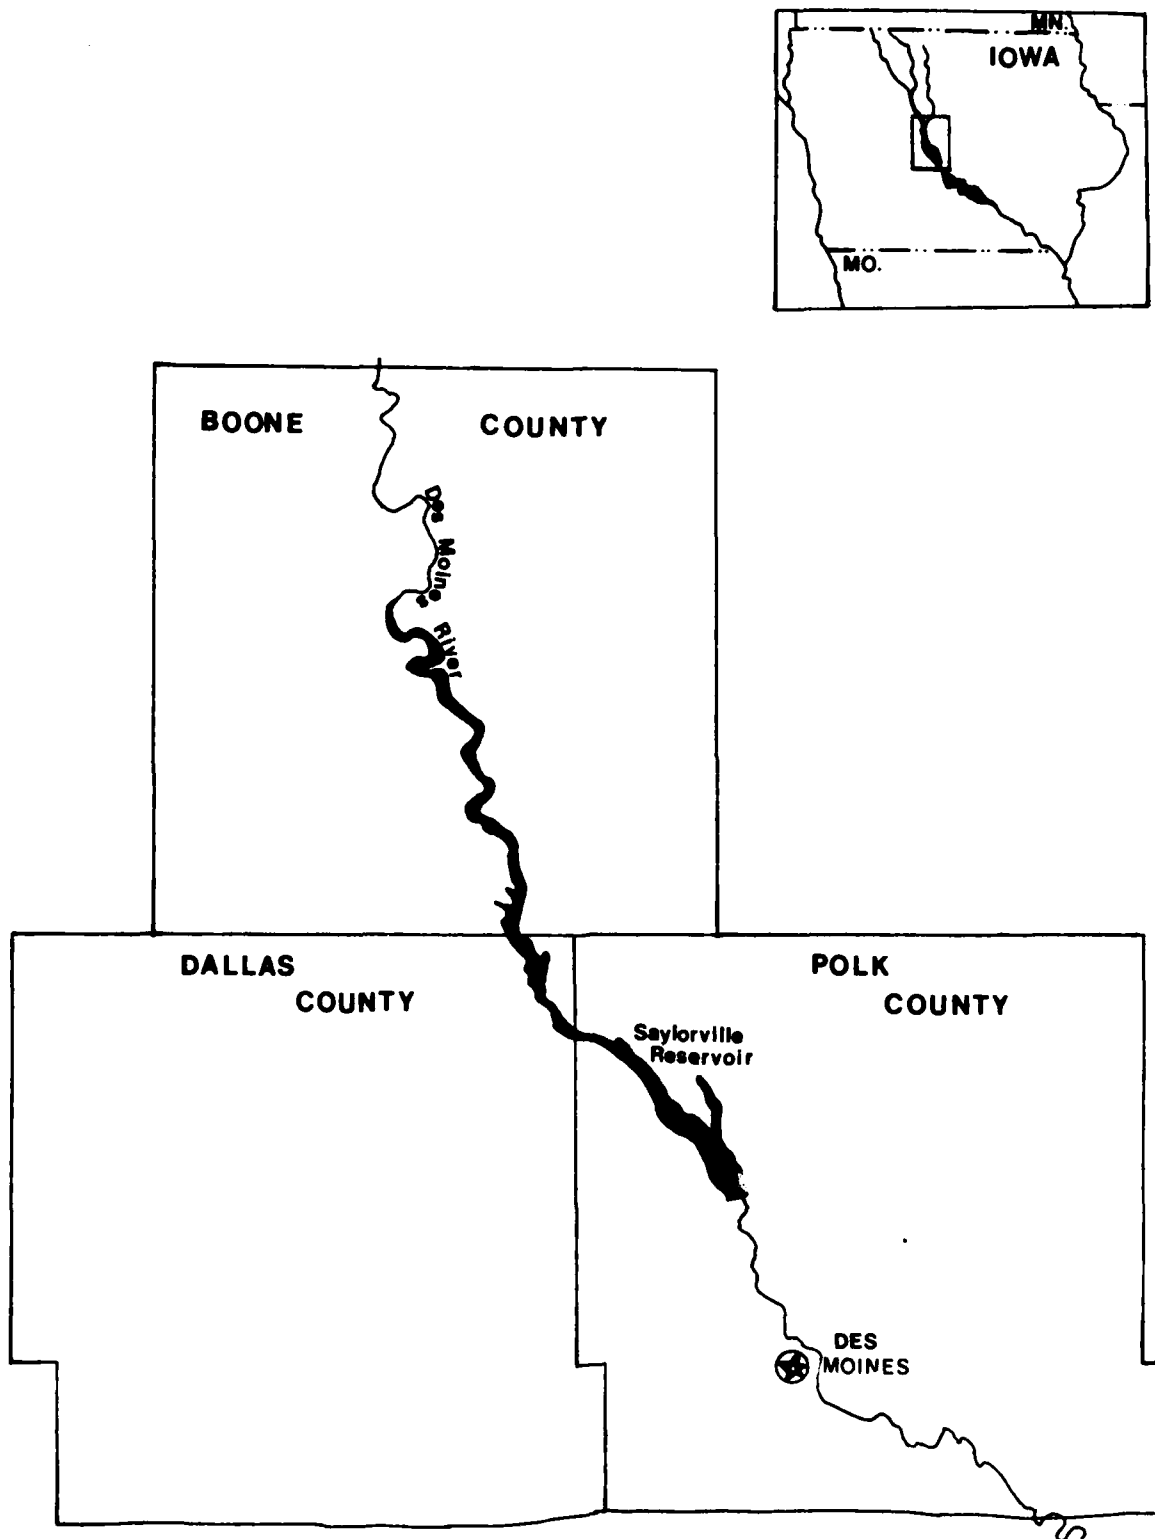 MN.
IOWA
MO.
BOONE COUNTY
Des Moines River
DALLAS
COUNTY
POLK
COUNTY
Saylorville
Reservoir
DES
MOINES